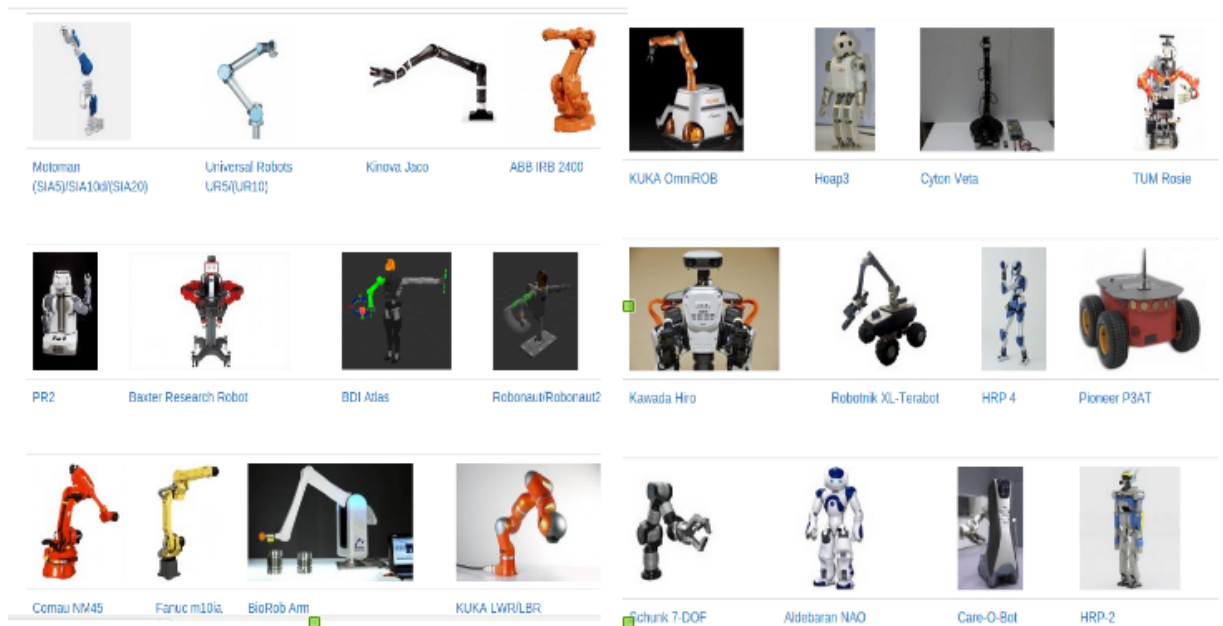 Motoman
(SIA5)/SIA10d/(SIA20)
Universal Robots
UR5/(UR10)
Kinova Jaco
ABB IRB 2400
KUKA OmniROB
Hoap3
Cyton Veta
TUM Rosie
PR2
Baxter Research Robot
BDI Atlas
Robonaut/Robonaut2
Kawada Hiro
Robotnik XL-Terabot
HRP 4
Pioneer P3AT
Comau NM45
Fanuc m10ia
BioRob Arm
KUKA LWR/LBR
Schunk 7-DOF
Aldebaran NAO
Care-O-Bot
HRP-2